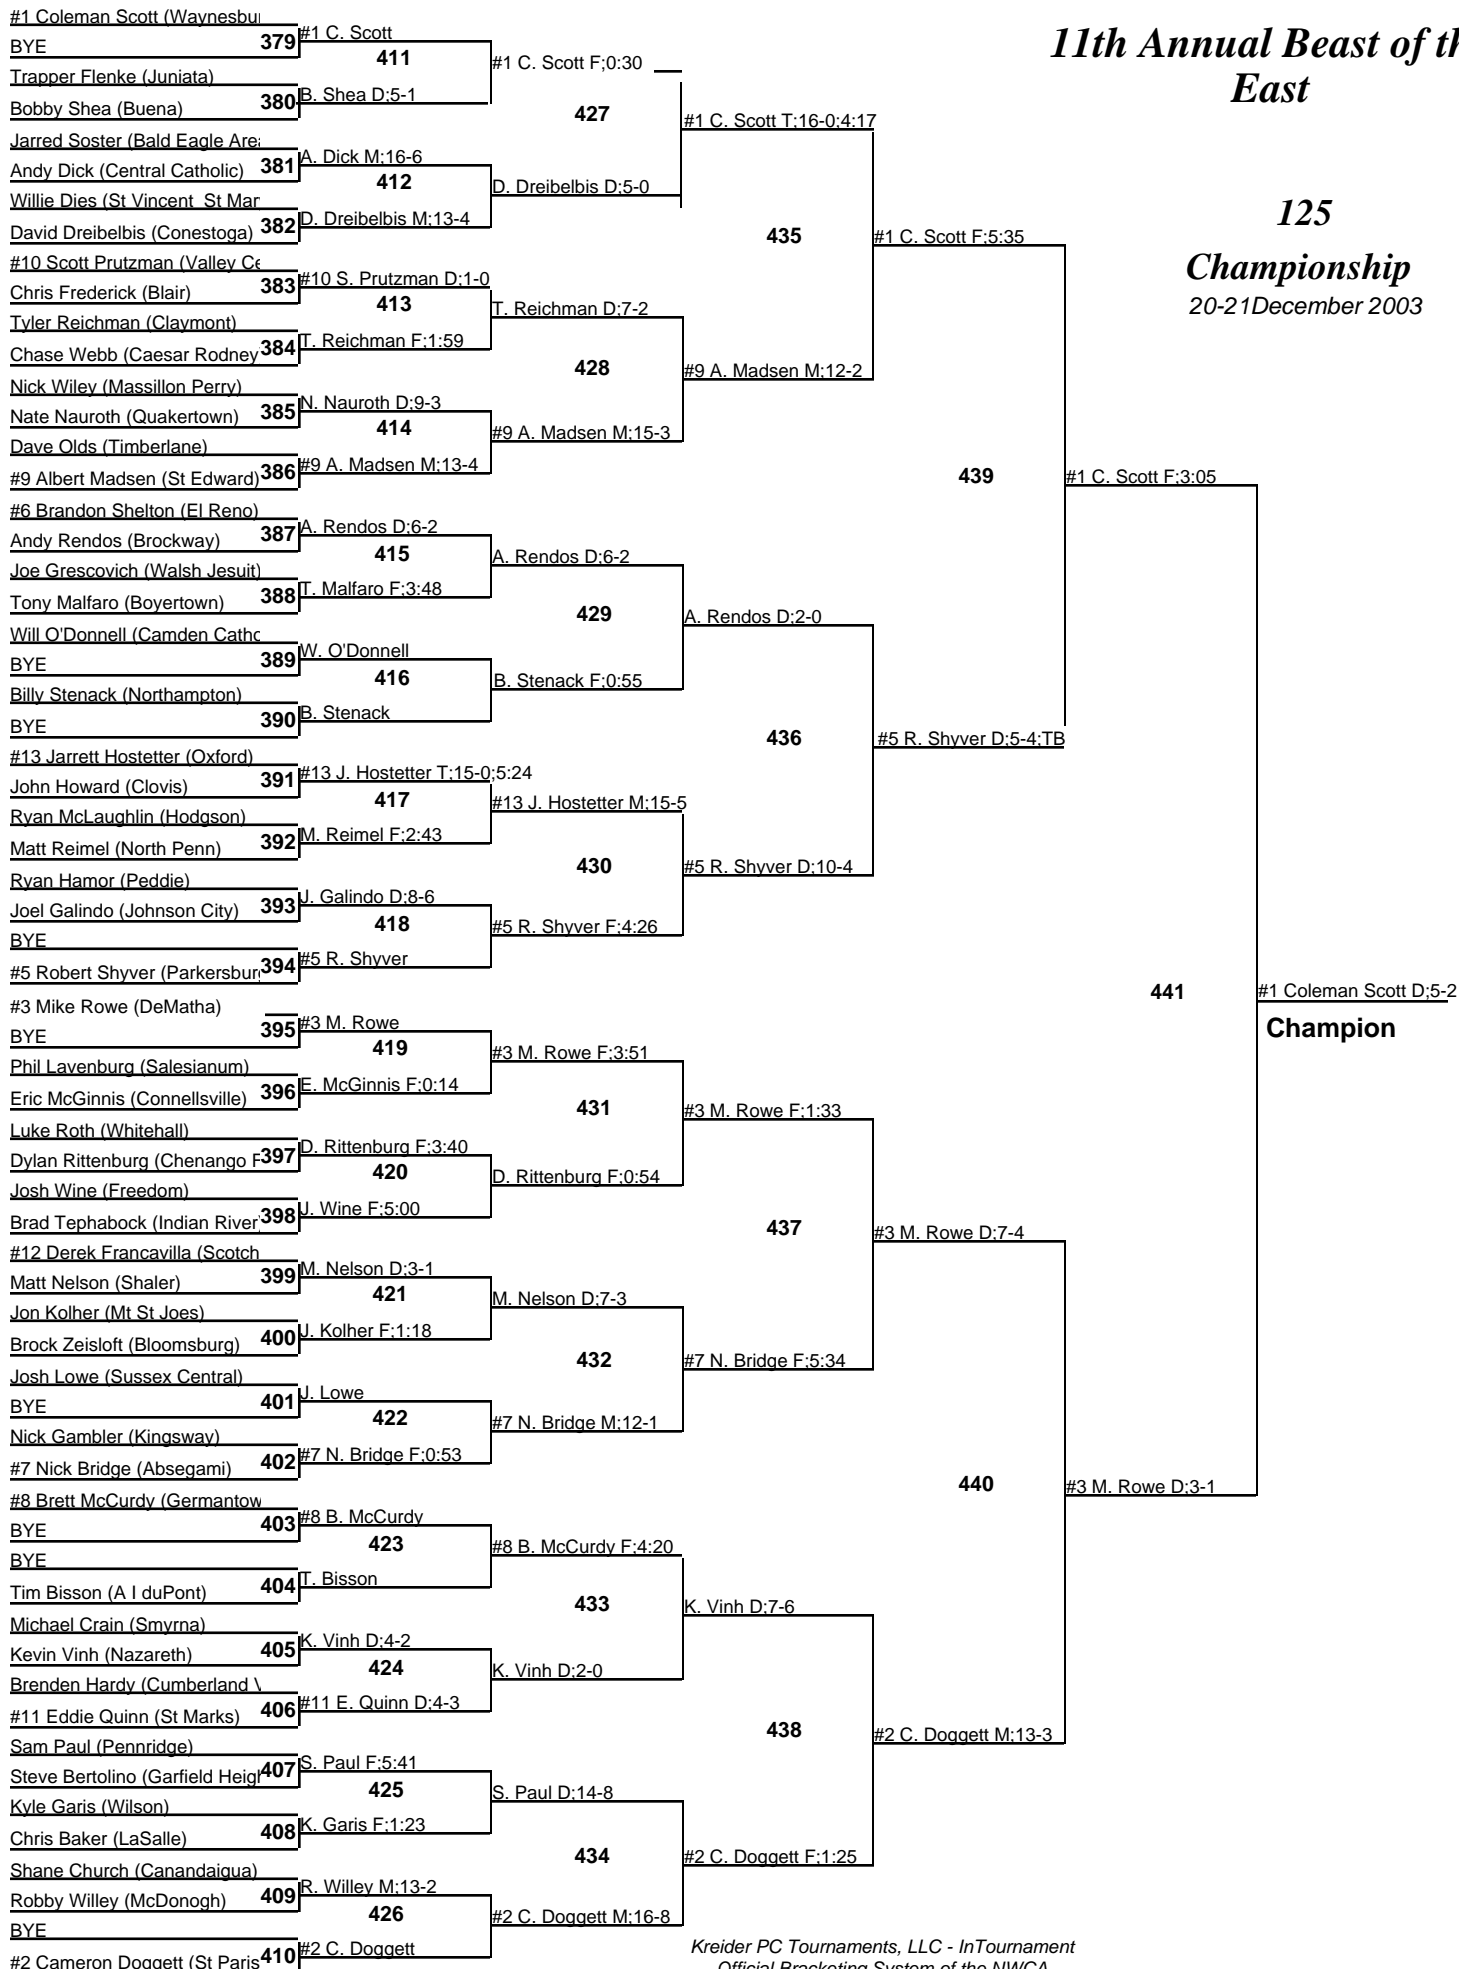 11th Annual Beast of th
East
125
Championship
20-21December 2003
#1 Coleman Scott (Waynesbu
BYE
Trapper Flenke (Juniata)
Bobby Shea (Buena)
Jarred Soster (Bald Eagle Area
Andy Dick (Central Catholic)
Willie Dies (St Vincent St Mar
David Dreibelbis (Conestoga)
#10 Scott Prutzman (Valley Ce
Chris Frederick (Blair)
Tyler Reichman (Claymont)
Chase Webb (Caesar Rodney
Nick Wiley (Massillon Perry)
Nate Nauroth (Quakertown)
Dave Olds (Timberlane)
#9 Albert Madsen (St Edward)
#6 Brandon Shelton (El Reno)
Andy Rendos (Brockway)
Joe Grescovich (Walsh Jesuit)
Tony Malfaro (Boyertown)
Will O'Donnell (Camden Catho
BYE
Billy Stenack (Northampton)
BYE
#13 Jarrett Hostetter (Oxford)
John Howard (Clovis)
Ryan McLaughlin (Hodgson)
Matt Reimel (North Penn)
Ryan Hamor (Peddie)
Joel Galindo (Johnson City)
BYE
#5 Robert Shyver (Parkersburg
#3 Mike Rowe (DeMatha)
BYE
Phil Lavenburg (Salesianum)
Eric McGinnis (Connellsville)
Luke Roth (Whitehall)
Dylan Rittenburg (Chenango F
Josh Wine (Freedom)
Brad Tephabock (Indian River
#12 Derek Francavilla (Scotch
Matt Nelson (Shaler)
Jon Kolher (Mt St Joes)
Brock Zeisloft (Bloomsburg)
Josh Lowe (Sussex Central)
BYE
Nick Gambler (Kingsway)
#7 Nick Bridge (Absegami)
#8 Brett McCurdy (Germantow
BYE
BYE
Tim Bisson (A I duPont)
Michael Crain (Smyrna)
Kevin Vinh (Nazareth)
Brenden Hardy (Cumberland V
#11 Eddie Quinn (St Marks)
Sam Paul (Pennridge)
Steve Bertolino (Garfield Heigh
Kyle Garis (Wilson)
Chris Baker (LaSalle)
Shane Church (Canandaigua)
Robby Willey (McDonogh)
BYE
#2 Cameron Doggett (St Paris
379
380
381
382
383
384
385
386
387
388
389
390
391
392
393
394
395
396
397
398
399
400
401
402
403
404
405
406
407
408
409
410
#1 C. Scott
B. Shea D;5-1
A. Dick M;16-6
D. Dreibelbis M;13-4
#10 S. Prutzman D;1-0
T. Reichman F;1:59
N. Nauroth D;9-3
#9 A. Madsen M;13-4
A. Rendos D;6-2
T. Malfaro F;3:48
W. O'Donnell
B. Stenack
#13 J. Hostetter T;15-0;5:24
M. Reimel F;2:43
J. Galindo D;8-6
#5 R. Shyver
#3 M. Rowe
E. McGinnis F;0:14
D. Rittenburg F;3:40
J. Wine F;5:00
M. Nelson D;3-1
J. Kolher F;1:18
J. Lowe
#7 N. Bridge F;0:53
#8 B. McCurdy
T. Bisson
K. Vinh D;4-2
#11 E. Quinn D;4-3
S. Paul F;5:41
K. Garis F;1:23
R. Willey M;13-2
#2 C. Doggett
411
412
413
414
415
416
417
418
419
420
421
422
423
424
425
426
#1 C. Scott F;0:30
D. Dreibelbis D;5-0
T. Reichman D;7-2
#9 A. Madsen M;15-3
A. Rendos D;6-2
B. Stenack F;0:55
#13 J. Hostetter M;15-5
#5 R. Shyver F;4:26
#3 M. Rowe F;3:51
D. Rittenburg F;0:54
M. Nelson D;7-3
#7 N. Bridge M;12-1
#8 B. McCurdy F;4:20
K. Vinh D;2-0
S. Paul D;14-8
#2 C. Doggett M;16-8
427
428
429
430
431
432
433
434
#1 C. Scott T;16-0;4:17
#9 A. Madsen M;12-2
A. Rendos D;2-0
#5 R. Shyver D;10-4
#3 M. Rowe F;1:33
#7 N. Bridge F;5:34
K. Vinh D;7-6
#2 C. Doggett F;1:25
435
436
437
438
#1 C. Scott F;5:35
#5 R. Shyver D;5-4;TB
#3 M. Rowe D;7-4
#2 C. Doggett M;13-3
439
440
#1 C. Scott F;3:05
#3 M. Rowe D;3-1
441
#1 Coleman Scott D;5-2
Champion
Kreider PC Tournaments, LLC - InTournament
Official Bracketing System of the NWCA